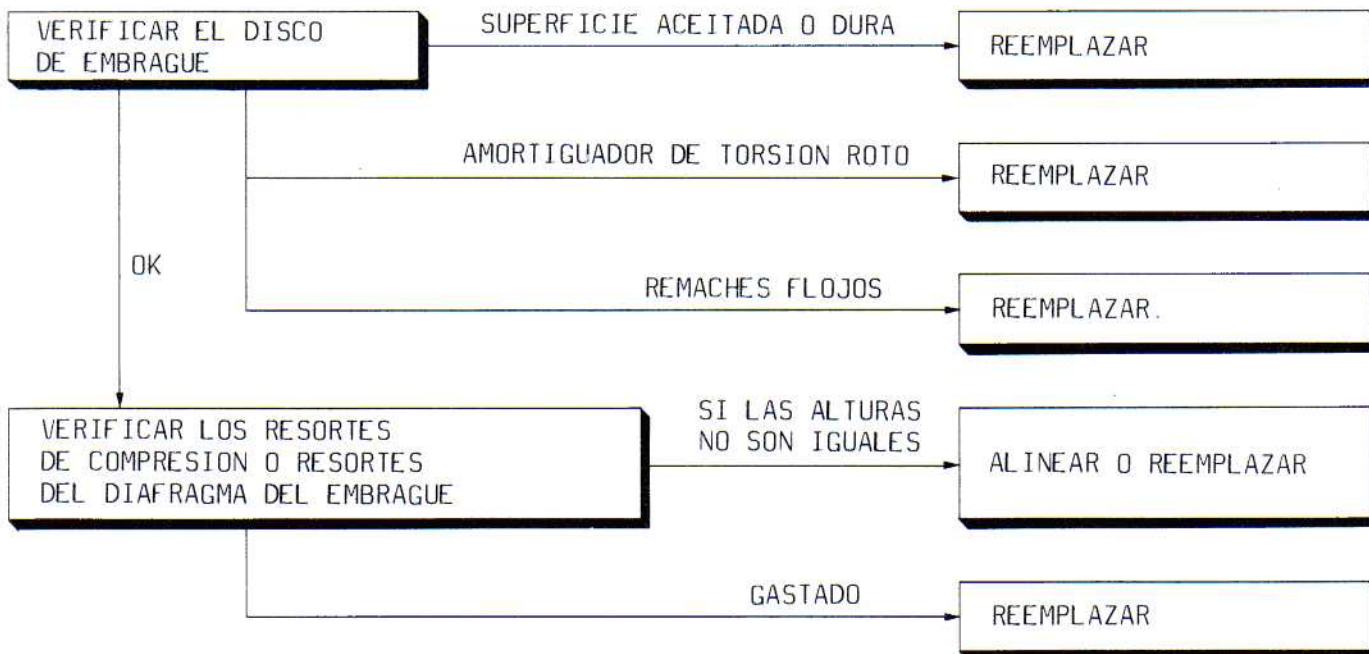 VERIFICAR EL DISCO
DE EMBRAGUE
SUPERFICIE ACEITADA O DURA
REEMPLAZAR
AMORTIGUADOR DE TORSION ROTO
REEMPLAZAR
OK
REMACHES FLOJOS
REEMPLAZAR.
VERIFICAR LOS RESORTES
DE COMPRESION O RESORTES
DEL DIAFRAGMA DEL EMBRAGUE
SI LAS ALTURAS
NO SON IGUALES
ALINEAR O REEMPLAZAR
GASTADO
REEMPLAZAR